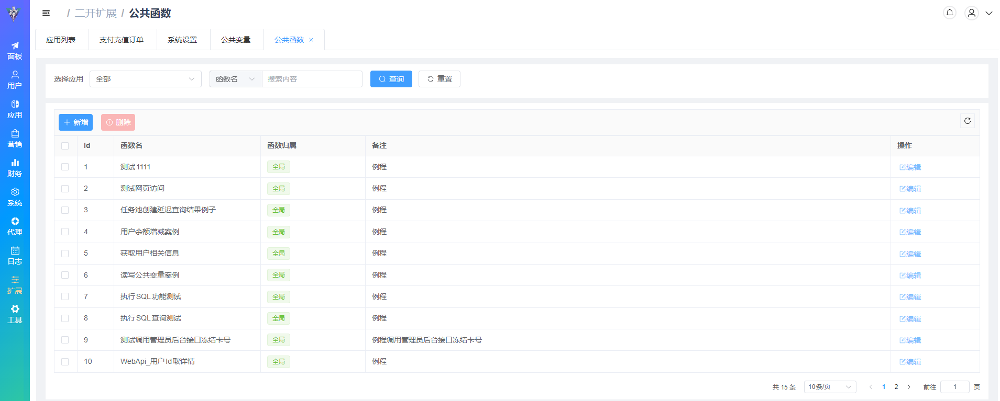 / 二开扩展 / 公共函数
应用列表 支付充值订单 系统设置 公共变量 公共函数 ×
面板
用户
应用
营销
财务
系统
代理
日志
扩展
工具
选择应用 全部 函数名 搜索内容 查询 重置
新增 删除
Id 函数名 函数归属 备注 操作
1 测试1111 全局 例程 编辑
2 测试网页访问 全局 例程 编辑
3 任务池创建延迟查询结果例子 全局 例程 编辑
4 用户余额增减案例 全局 例程 编辑
5 获取用户相关信息 全局 例程 编辑
6 读写公共变量案例 全局 例程 编辑
7 执行SQL功能测试 全局 例程 编辑
8 执行SQL查询测试 全局 例程 编辑
9 测试调用管理员后台接口冻结卡号 全局 例程调用管理员后台接口冻结卡号 编辑
10 WebApi_用户Id取详情 全局 例程 编辑
共 15 条 10条/页 1 2 前往 1 页